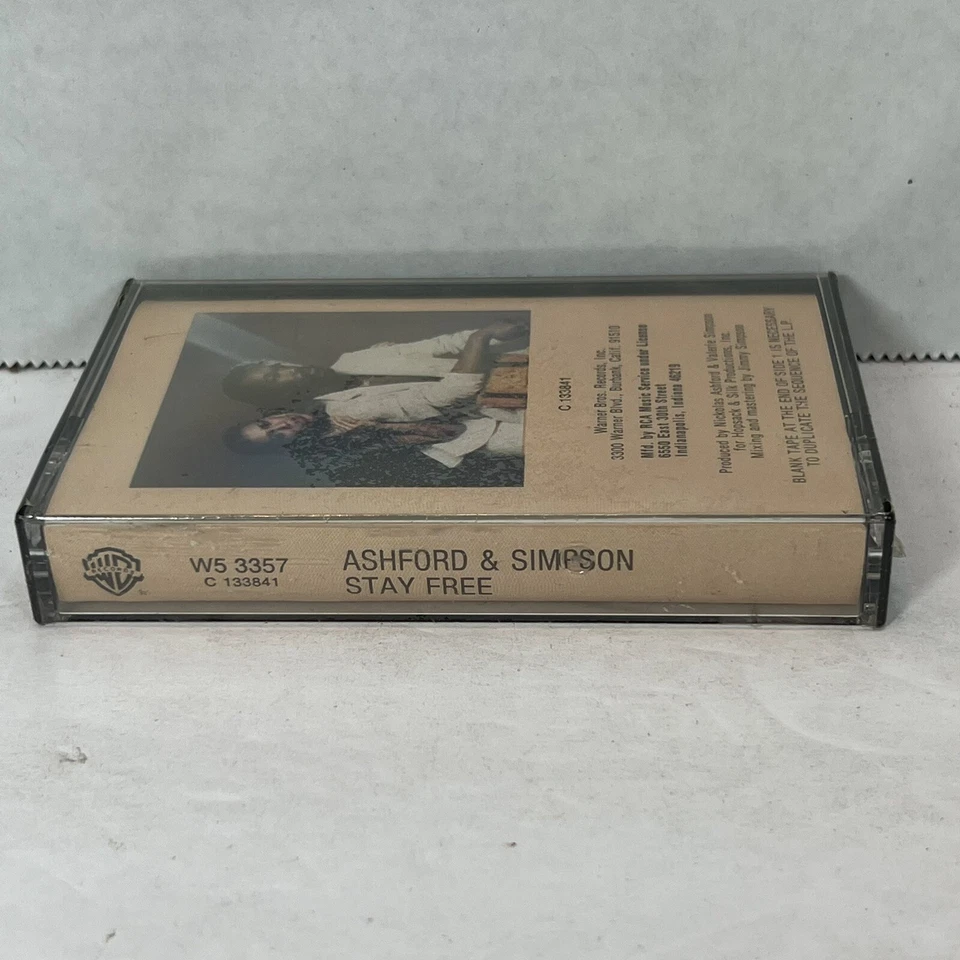 C 133841
Warner Bros. Records, Inc.
3300 Warner Blvd., Burbank, Calif. 91510
Mfd. by RCA Music Service under License
6550 East 30th Street
Indianapolis, Indiana 46219
Produced by Nickolas Ashford & Valerie Simpson
for Hopsack & Silk Productions, Inc.
Mixing and mastering by Jimmy Simpson
BLANK TAPE AT THE END OF SIDE 1 IS NECESSARY
TO DUPLICATE THE SEQUENCE OF THE L.P.
RECORDS
W5 3357
C 133841
ASHFORD & SIMPSON
STAY FREE